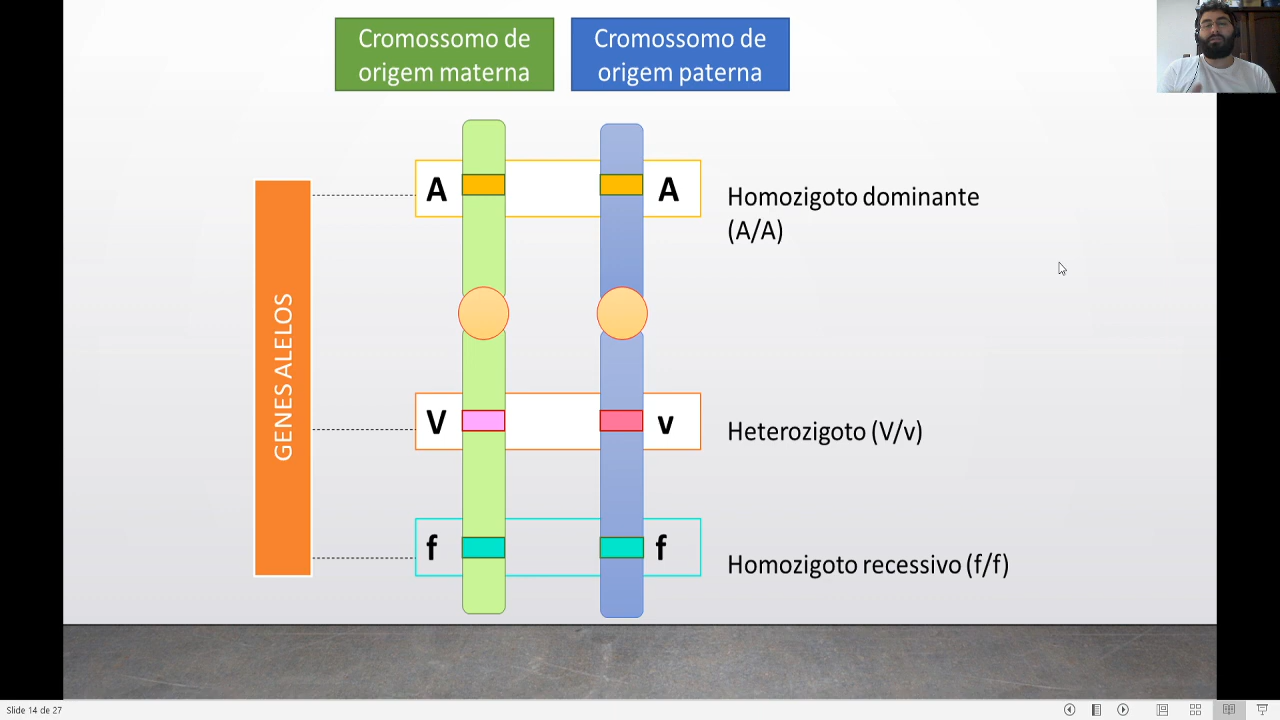 Cromossomo de
origem materna
Cromossomo de
origem paterna
GENES ALELOS
A
A
Homozigoto dominante
(A/A)
V
v
Heterozigoto (V/v)
f
f
Homozigoto recessivo (f/f)
Slide 14 de 27